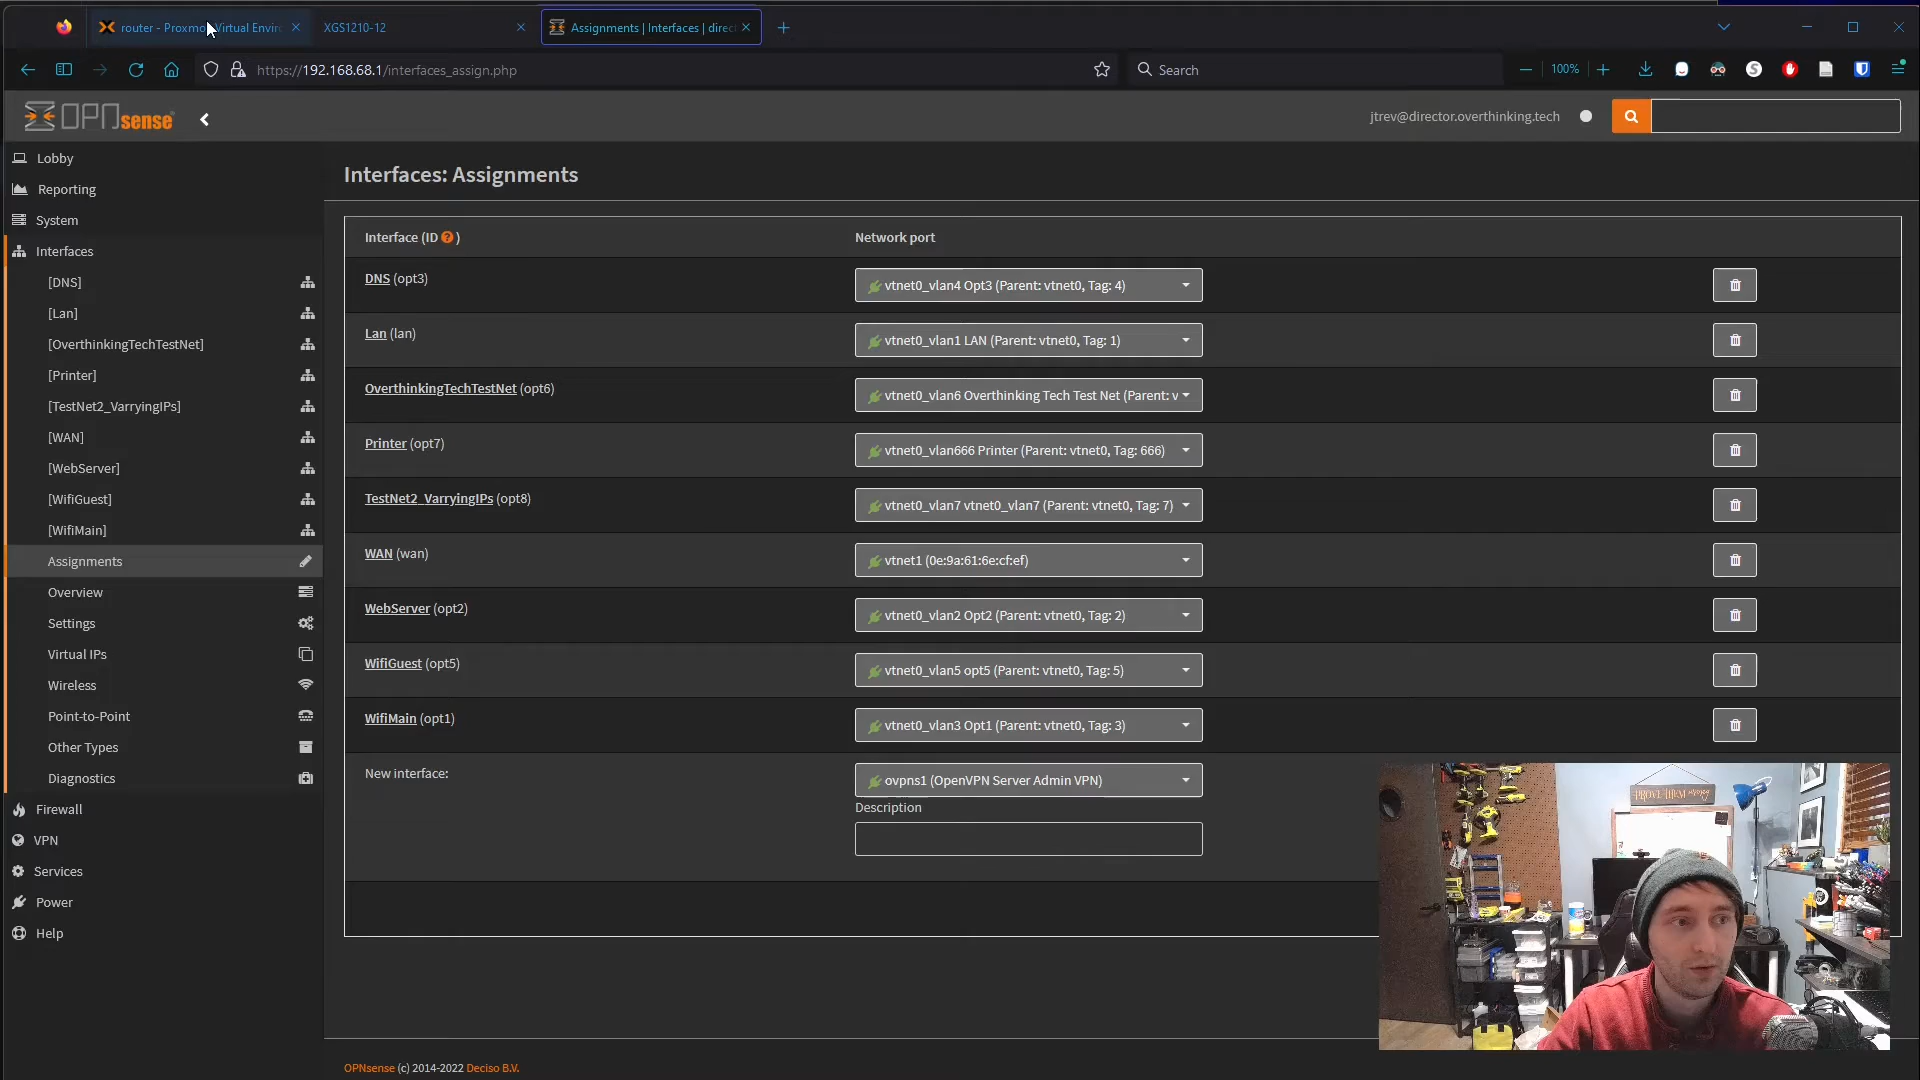 router - Proxmo Virtual Envir
XGS1210-12
Assignments | Interfaces | direc
https://192.168.68.1/interfaces_assign.php
Search
100%
OPNsense
jtrev@director.overthinking.tech
Lobby
Reporting
System
Interfaces
[DNS]
[Lan]
[OverthinkingTechTestNet]
[Printer]
[TestNet2_VarryingIPs]
[WAN]
[WebServer]
[WifiGuest]
[WifiMain]
Assignments
Overview
Settings
Virtual IPs
Wireless
Point-to-Point
Other Types
Diagnostics
Firewall
VPN
Services
Power
Help
Interfaces: Assignments
Interface (ID ? )
Network port
DNS (opt3)
vtnet0_vlan4 Opt3 (Parent: vtnet0, Tag: 4)
Lan (lan)
vtnet0_vlan1 LAN (Parent: vtnet0, Tag: 1)
OverthinkingTechTestNet (opt6)
vtnet0_vlan6 Overthinking Tech Test Net (Parent: v
Printer (opt7)
vtnet0_vlan666 Printer (Parent: vtnet0, Tag: 666)
TestNet2_VarryingIPs (opt8)
vtnet0_vlan7 vtnet0_vlan7 (Parent: vtnet0, Tag: 7)
WAN (wan)
vtnet1 (0e:9a:61:6e:cf:ef)
WebServer (opt2)
vtnet0_vlan2 Opt2 (Parent: vtnet0, Tag: 2)
WifiGuest (opt5)
vtnet0_vlan5 opt5 (Parent: vtnet0, Tag: 5)
WifiMain (opt1)
vtnet0_vlan3 Opt1 (Parent: vtnet0, Tag: 3)
New interface:
ovpns1 (OpenVPN Server Admin VPN)
Description
PROVE THEM wrong
OPNsense (c) 2014-2022 Deciso B.V.